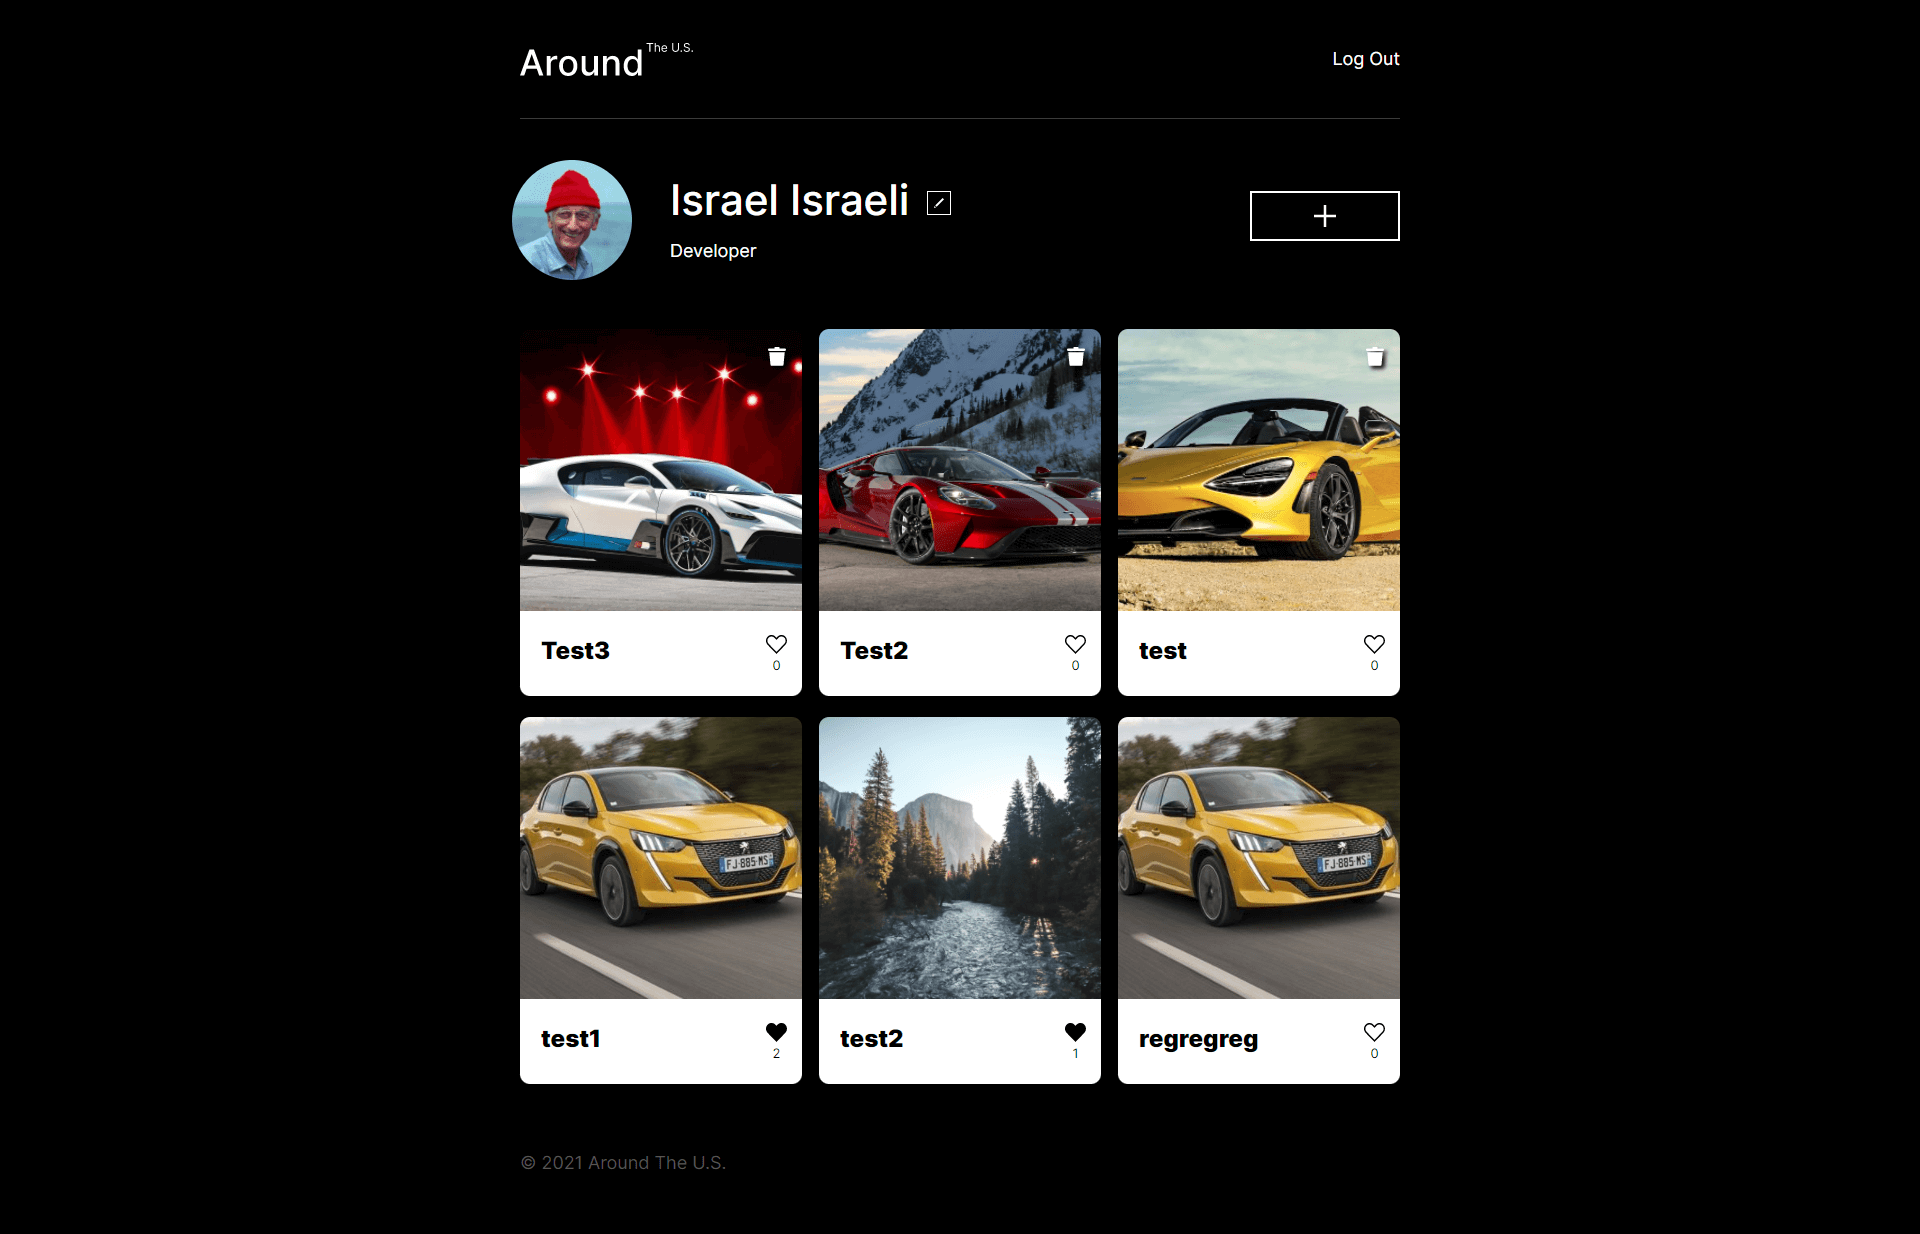 Around The U.S.
Log Out
Israel Israeli
Developer
Test3
0
Test2
0
test
0
FJ-885-MS
FJ-885-MS
test1
2
test2
1
regregreg
0
© 2021 Around The U.S.